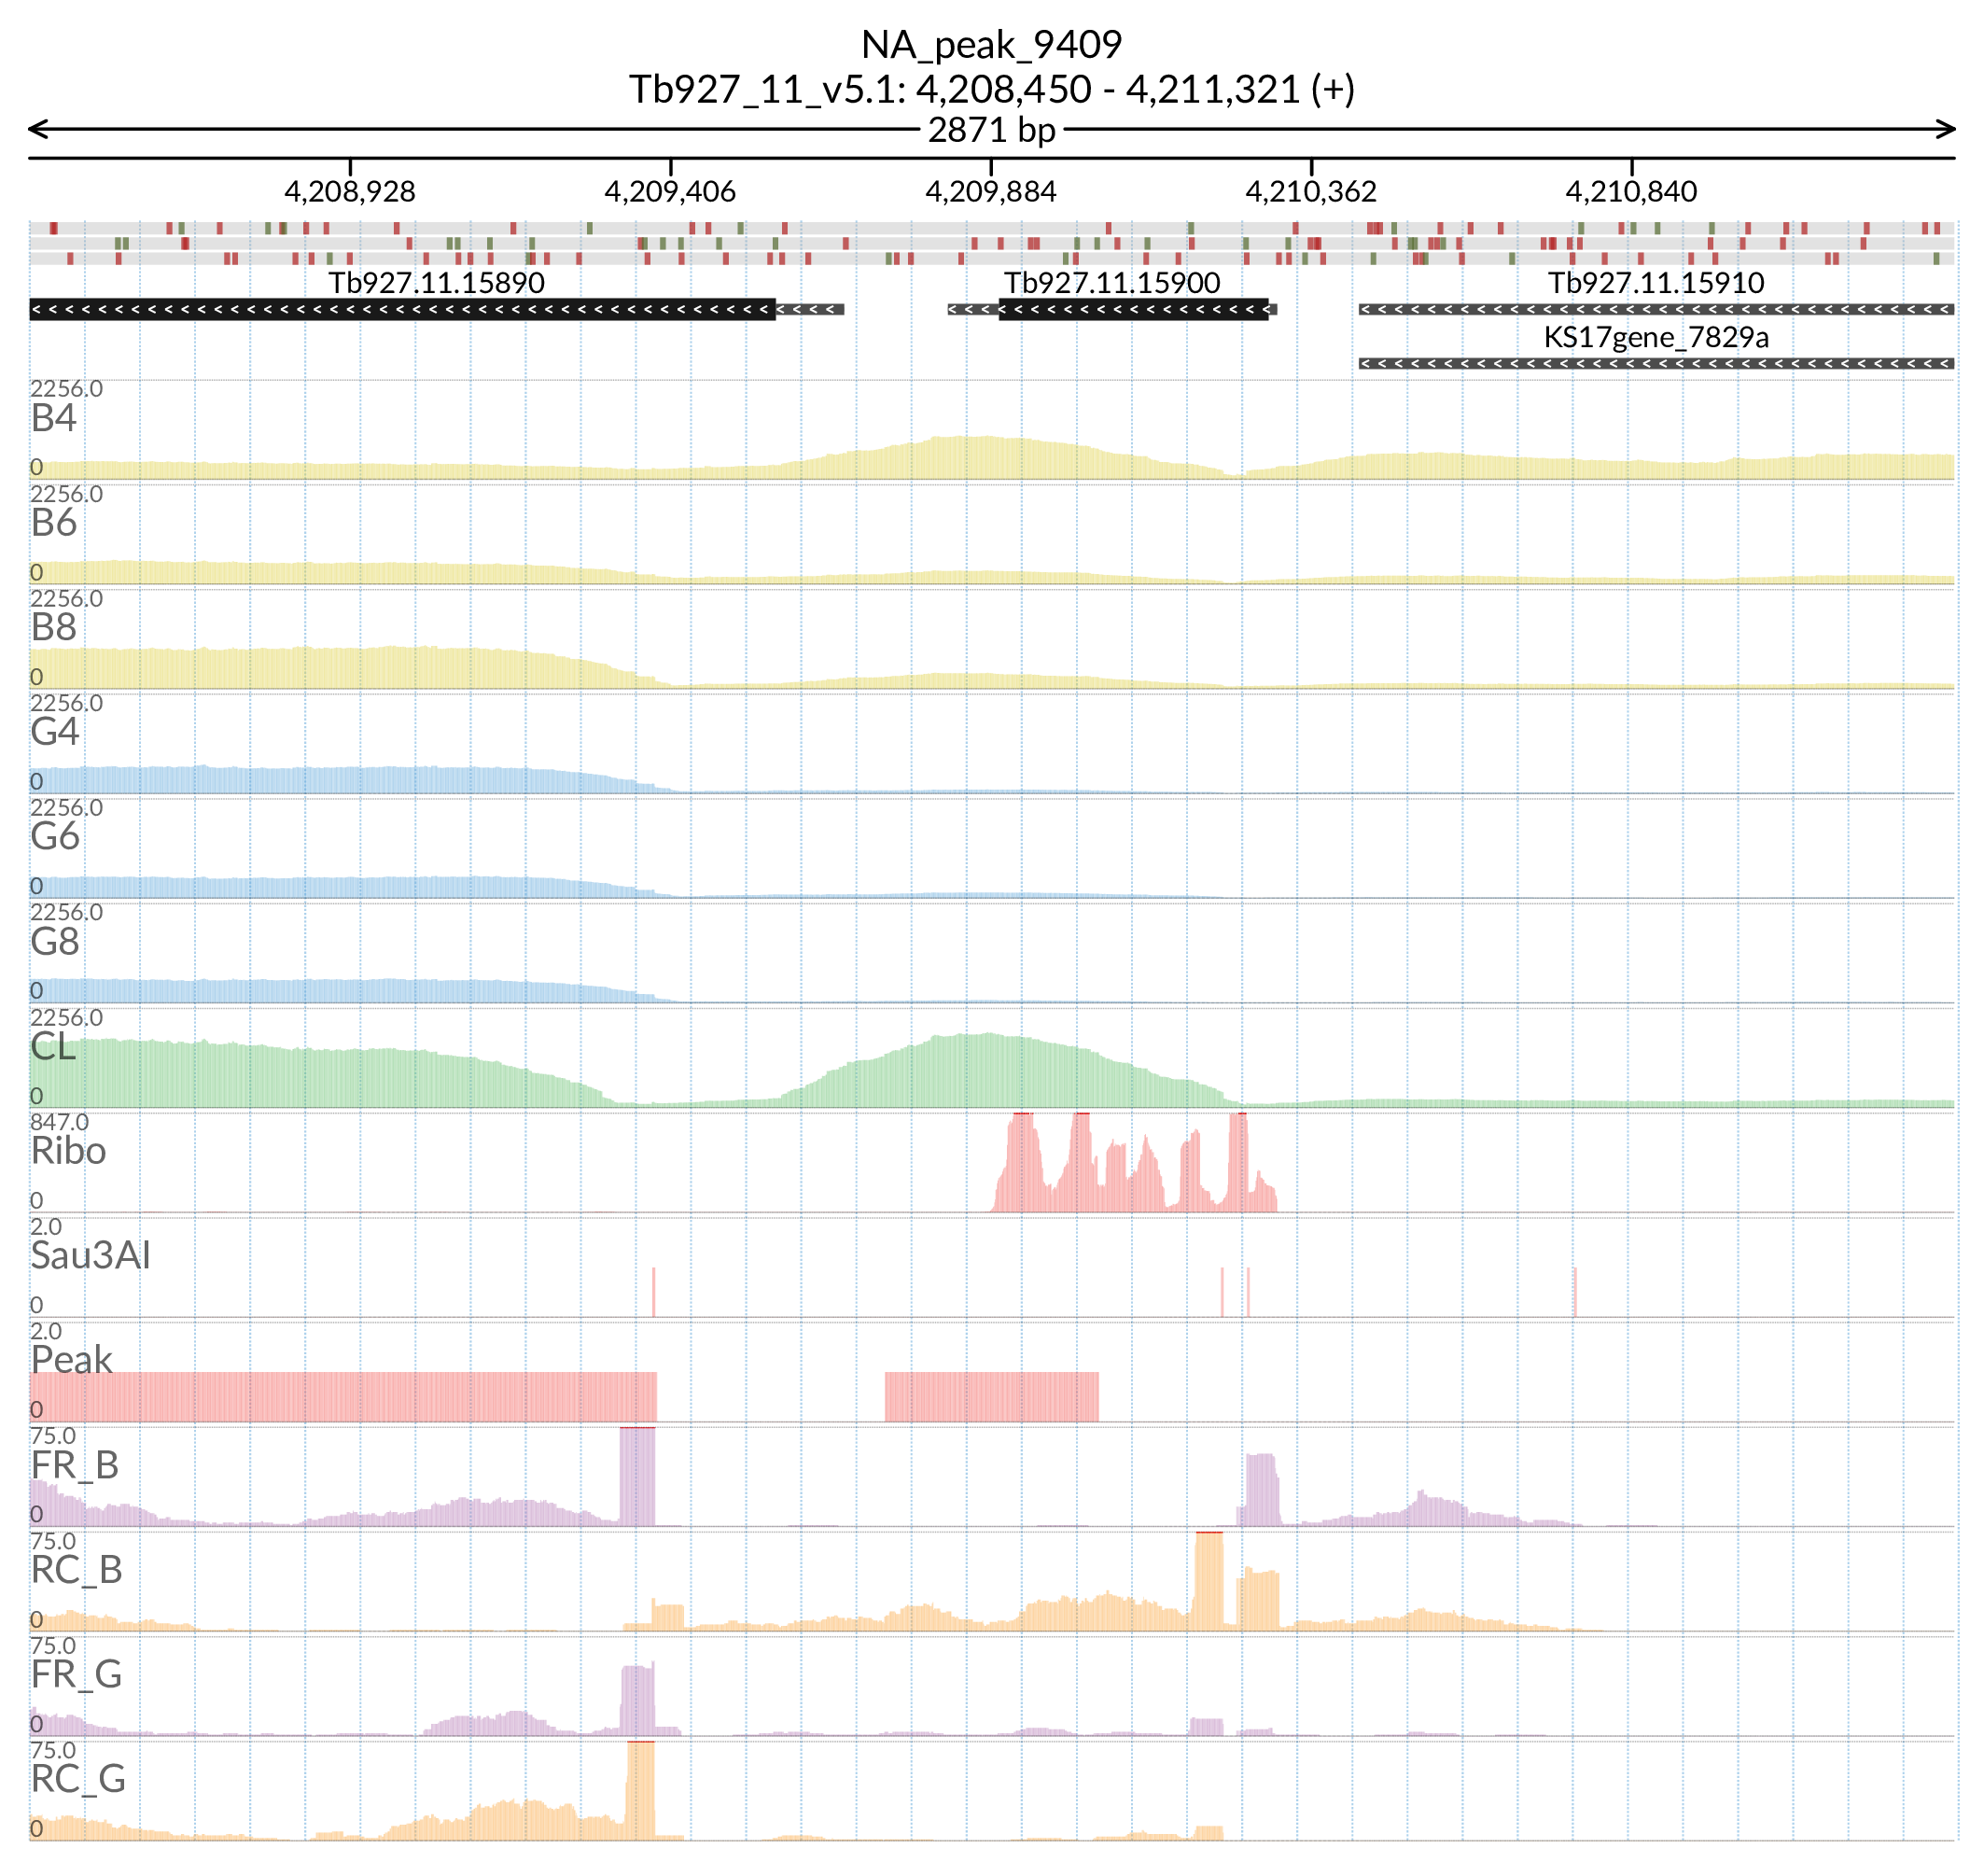 NA_peak_9409
Tb927_11_v5.1: 4,208,450 - 4,211,321 (+)
2871 bp
4,208,928 4,209,406 4,209,884 4,210,362 4,210,840
Tb927.11.15890 Tb927.11.15900 Tb927.11.15910
KS17gene_7829a
2256.0
B4
0
2256.0
B6
0
2256.0
B8
0
2256.0
G4
0
2256.0
G6
0
2256.0
G8
0
2256.0
CL
0
847.0
Ribo
0
2.0
Sau3AI
0
2.0
Peak
0
75.0
FR_B
0
75.0
RC_B
0
75.0
FR_G
0
75.0
RC_G
0